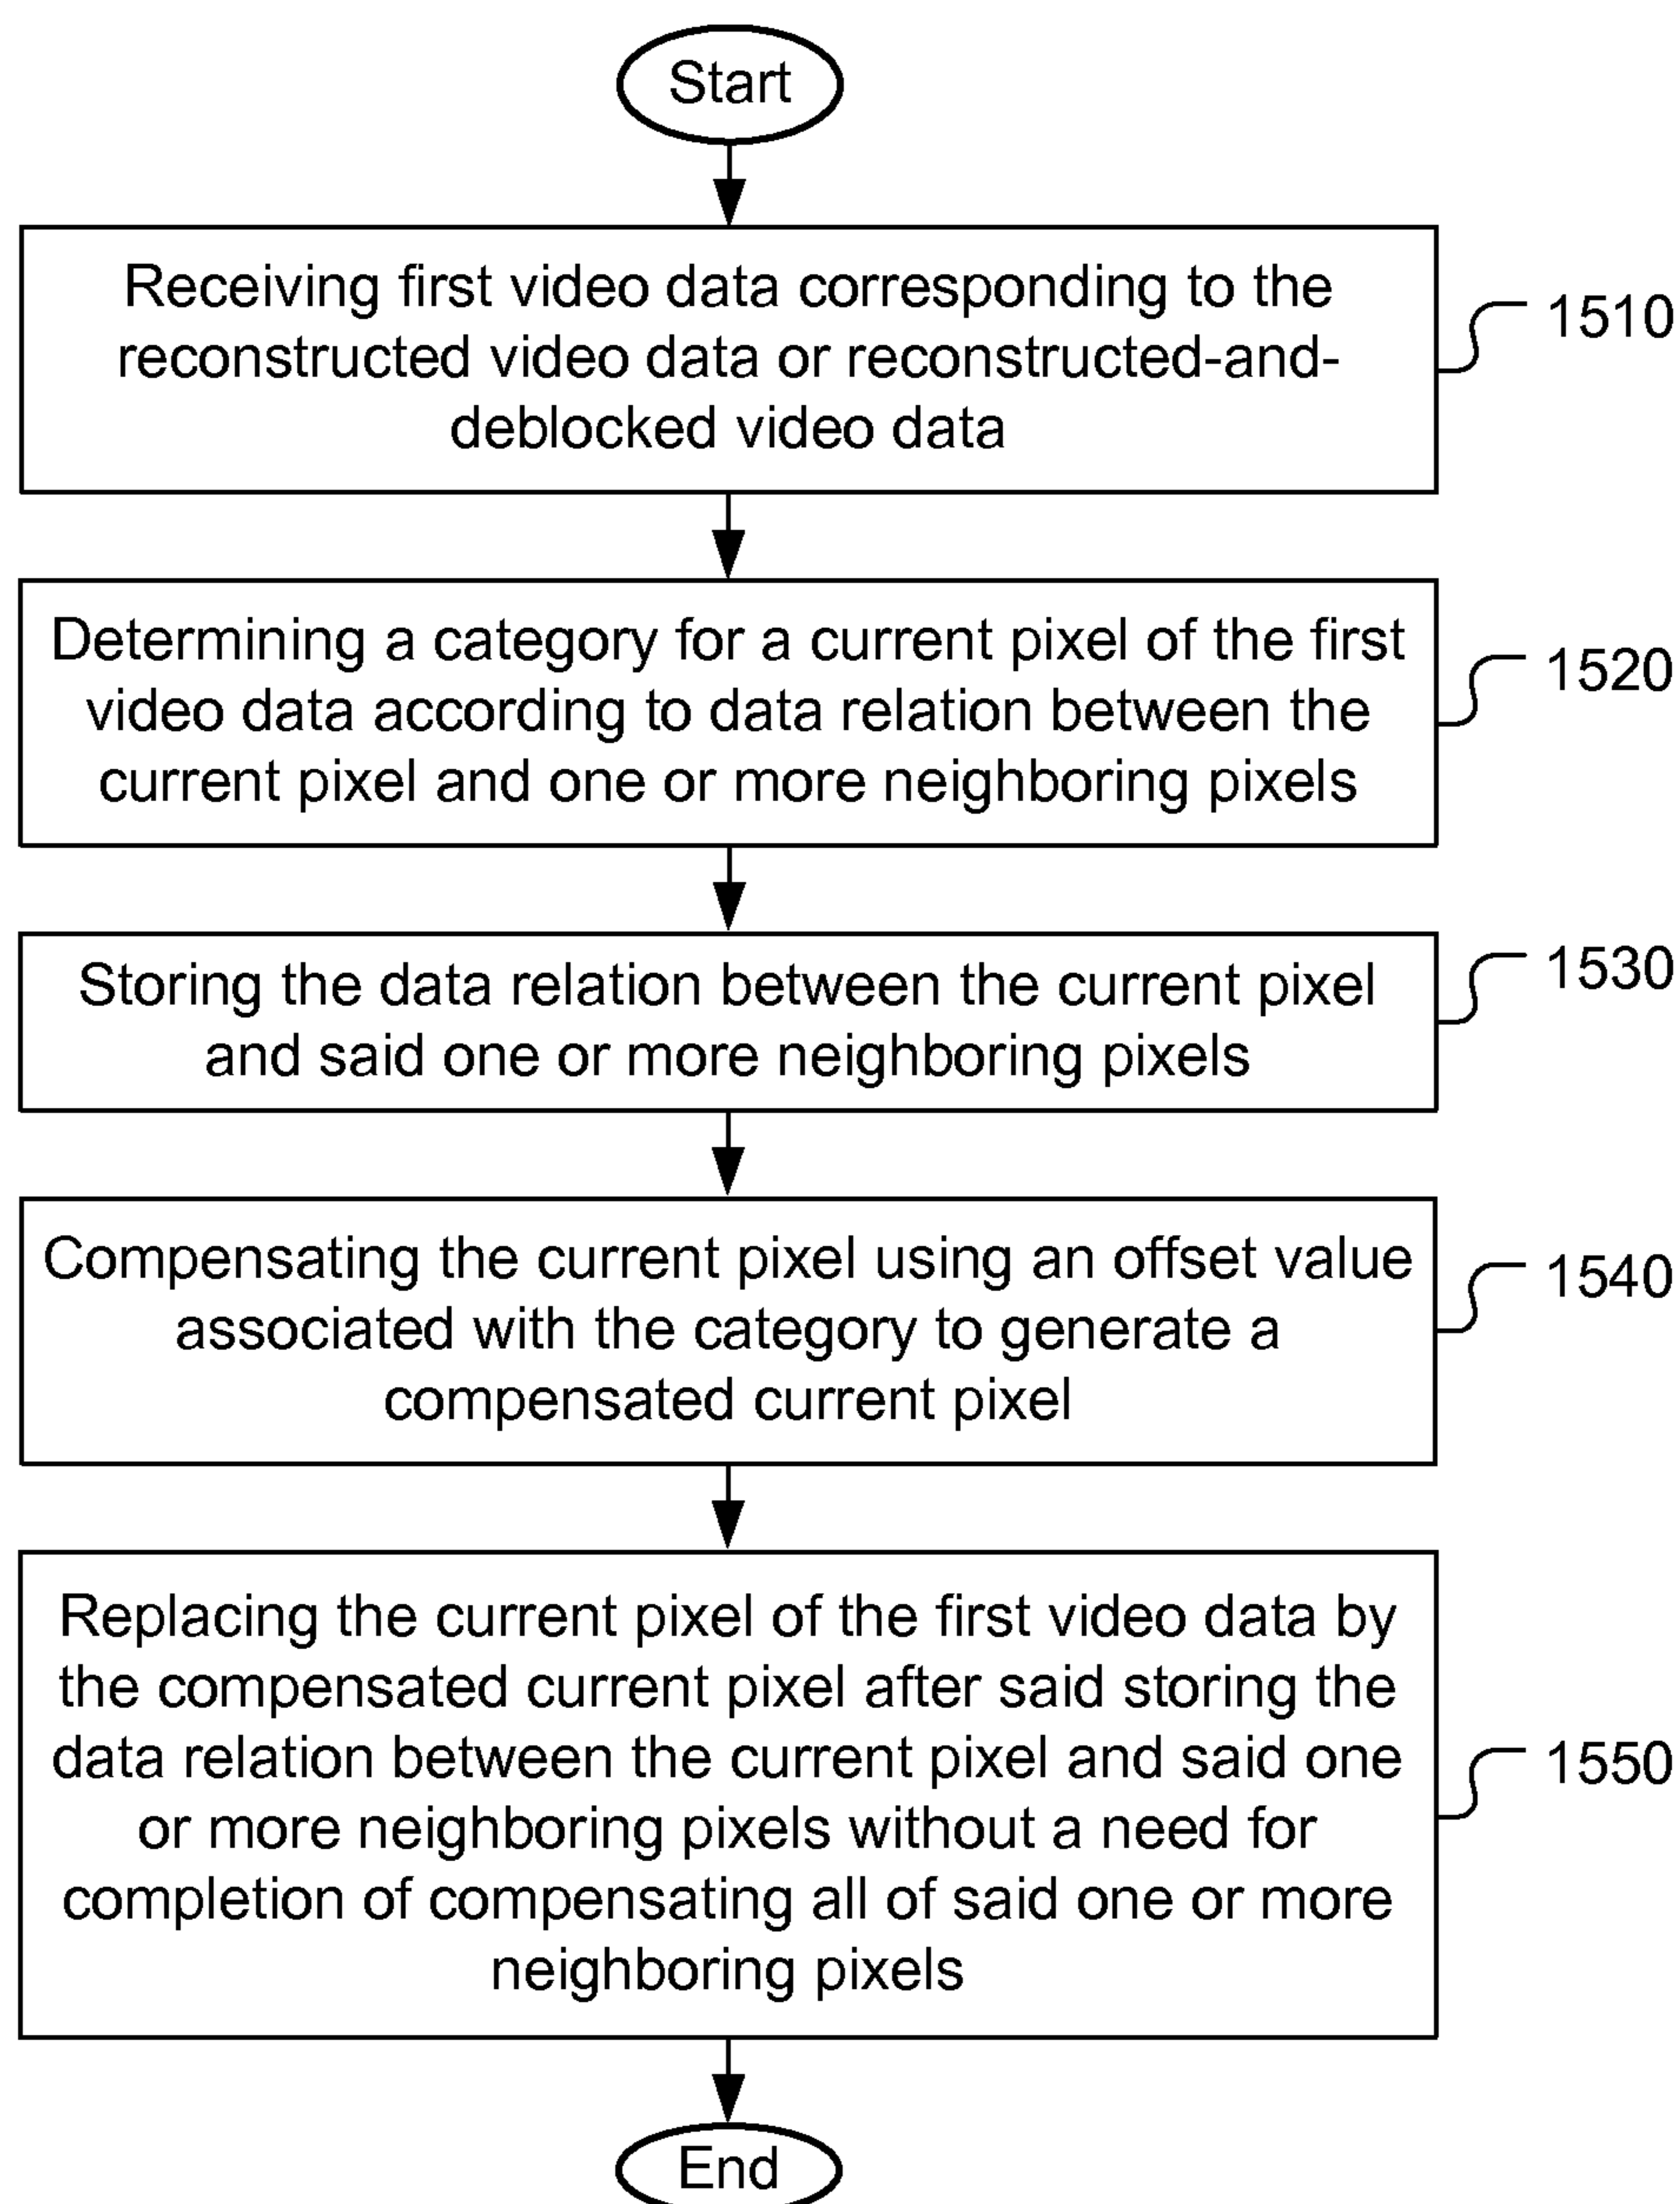 Start
Receiving first video data corresponding to the
reconstructed video data or reconstructed-and-
deblocked video data
1510
Determining a category for a current pixel of the first
video data according to data relation between the
current pixel and one or more neighboring pixels
1520
Storing the data relation between the current pixel
and said one or more neighboring pixels
1530
Compensating the current pixel using an offset value
associated with the category to generate a
compensated current pixel
1540
Replacing the current pixel of the first video data by
the compensated current pixel after said storing the
data relation between the current pixel and said one
or more neighboring pixels without a need for
completion of compensating all of said one or more
neighboring pixels
1550
End